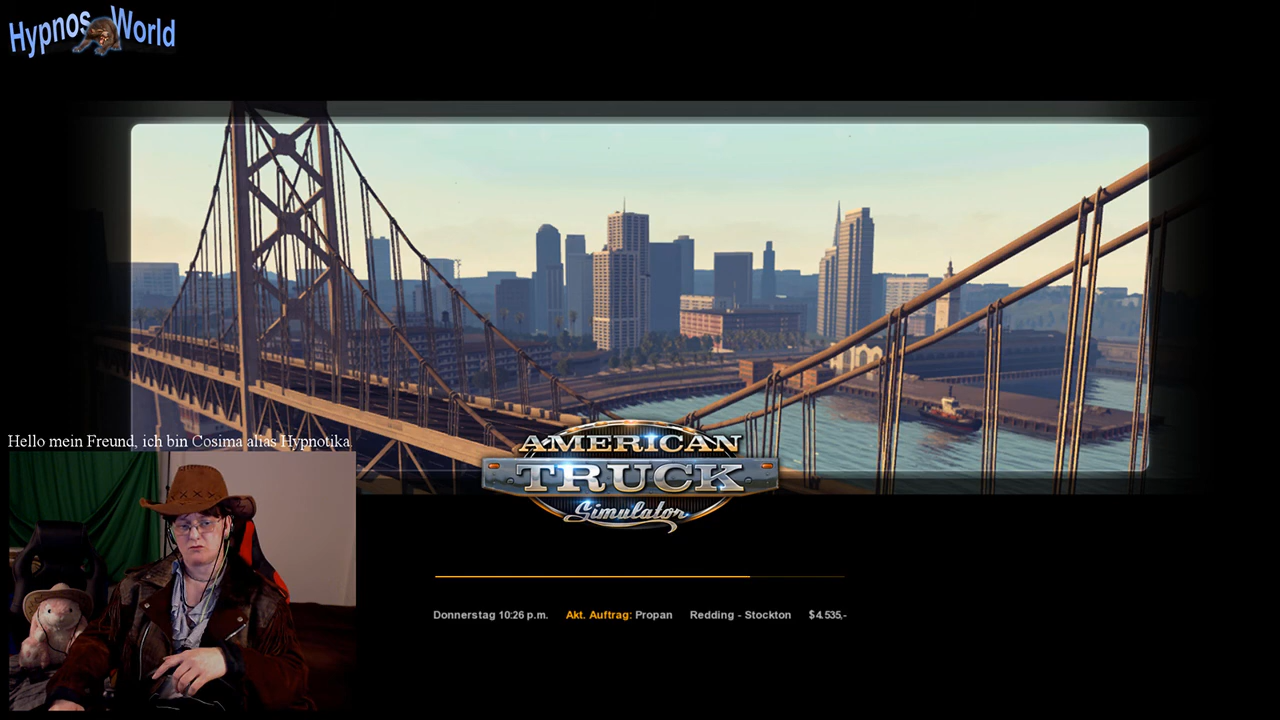 Hypnos World
Hello mein Freund, ich bin Cosima alias Hypnotika.
AMERICAN
TRUCK
Simulator
Donnerstag 10:26 p.m. Akt. Auftrag: Propan Redding - Stockton $4.535,-